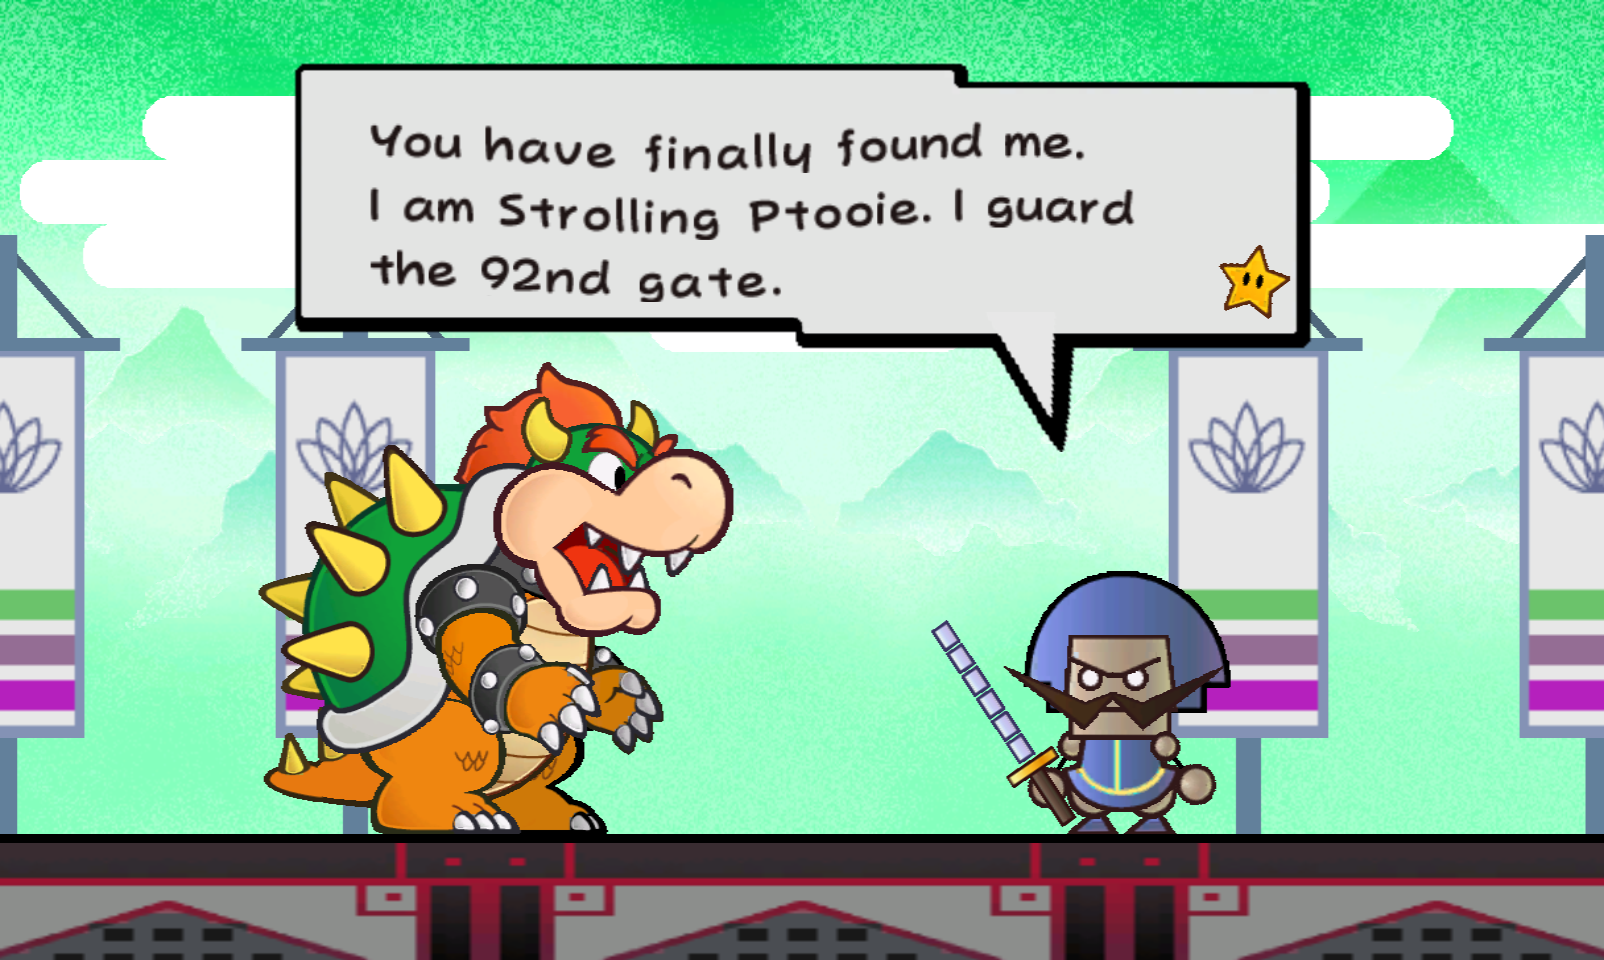 You have finally found me.
I am Strolling Ptooie. I guard
the 92nd gate.